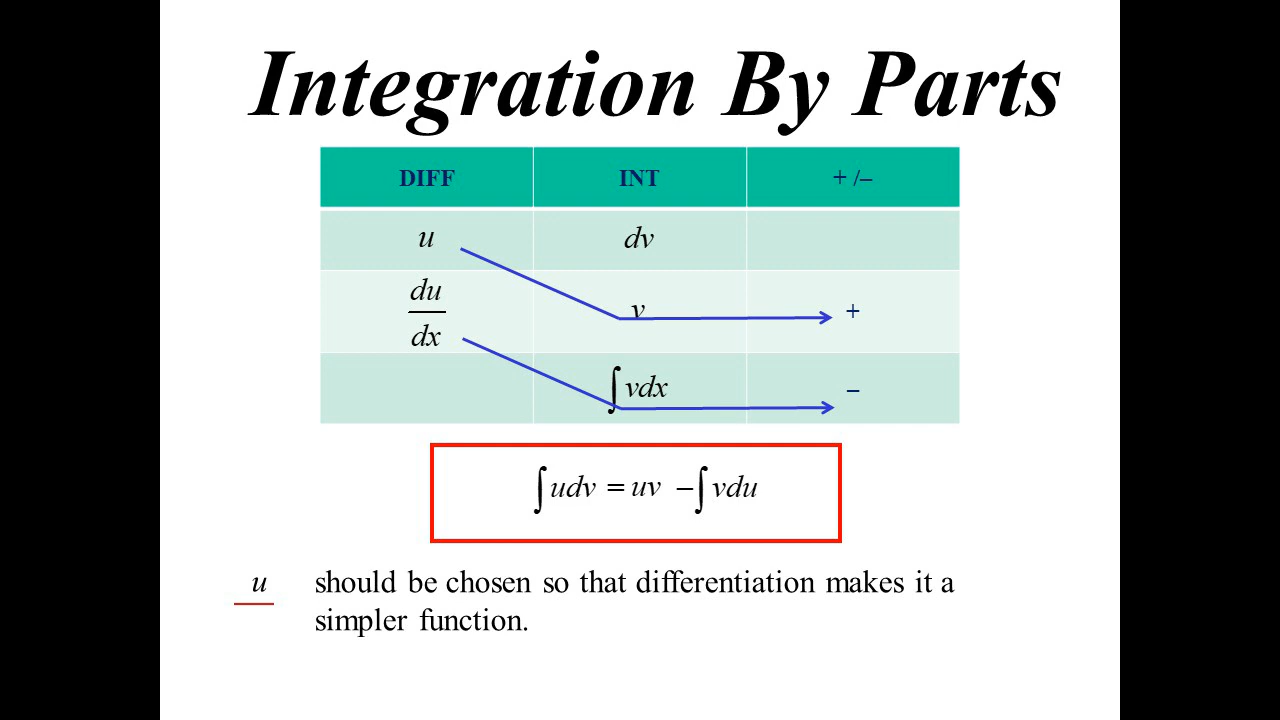 Integration By Parts
DIFF INT + /–
u dv
du/dx v +
∫vdx –
∫udv = uv –∫vdu
u should be chosen so that differentiation makes it a
simpler function.